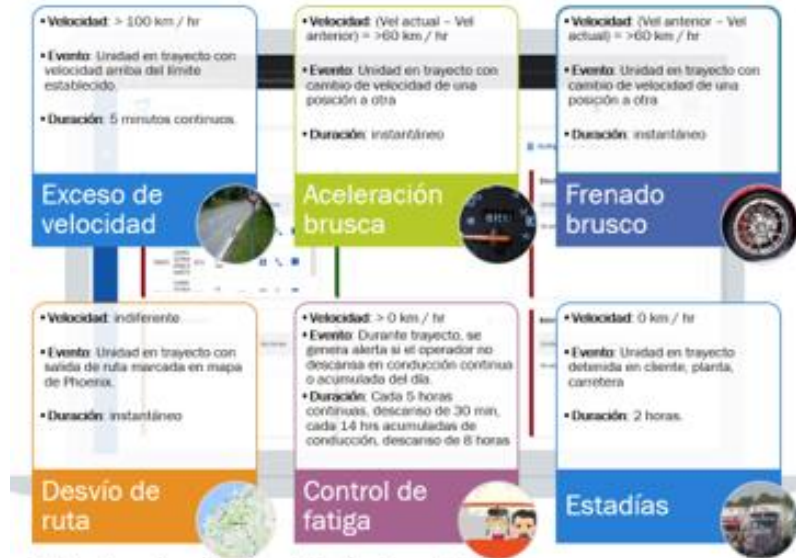 • Velocidad: > 100 km / hr
• Evento: Unidad en trayecto con
velocidad arriba del límite
establecido.
• Duración: 5 minutos continuos.
Exceso de
velocidad
• Velocidad: (Vel actual – Vel
anterior) = >60 km / hr
• Evento: Unidad en trayecto con
cambio de velocidad de una
posición a otra
• Duración: instantáneo
Aceleración
brusca
• Velocidad: (Vel anterior – Vel
actual) = >60 km / hr
• Evento: Unidad en trayecto con
cambio de velocidad de una
posición a otra
• Duración: instantáneo
Frenado
brusco
• Velocidad: indiferente
• Evento: Unidad en trayecto con
salida de ruta marcada en mapa
de Phoenix.
• Duración: instantáneo
Desvío de
ruta
• Velocidad: > 0 km / hr
• Evento: Durante trayecto, se
genera alerta si el operador no
descansa en conducción continua
o acumulada del día.
• Duración: Cada 5 horas
continuas, descanso de 30 min,
cada 14 hrs acumuladas de
conducción, descanso de 8 horas
Control de
fatiga
• Velocidad: 0 km / hr
• Evento: Unidad en trayecto
detenida en cliente, planta,
carretera
• Duración: 2 horas.
Estadías